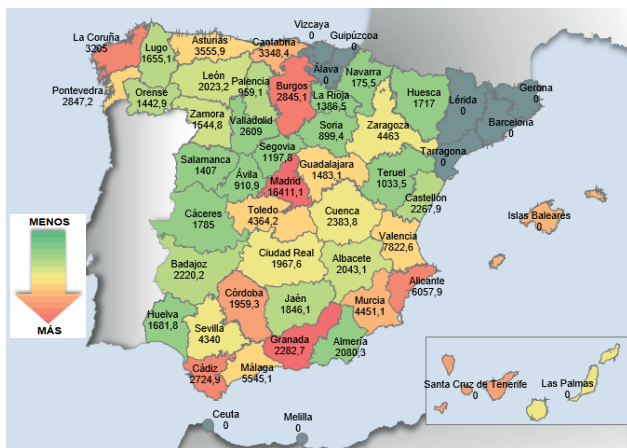 Vizcaya
0
Guipúzcoa
0
La Coruña
3205
Lugo
1655,1
Asturias
3555,9
Cantabria
3348,4
Álava
0
Navarra
175,5
Huesca
1717
Lérida
0
Gerona
0
Barcelona
0
Tarragona
0
Pontevedra
2847,2
Orense
1442,9
León
2023,2
Palencia
959,1
Burgos
2845,1
La Rioja
1386,5
Zamora
1544,8
Valladolid
2609
Soria
899,4
Zaragoza
4463
Segovia
1197,8
Salamanca
1407
Ávila
910,9
Madrid
16411,1
Guadalajara
1483,1
Teruel
1033,5
Castellón
2267,9
MENOS
MÁS
Cáceres
1785
Toledo
4364,2
Cuenca
2383,8
Valencia
7822,6
Islas Baleares
0
Badajoz
2220,2
Ciudad Real
1967,6
Albacete
2043,1
Alicante
6057,9
Huelva
1681,8
Sevilla
4340
Córdoba
1959,3
Jaén
1846,1
Murcia
4451,1
Granada
2282,7
Almería
2080,3
Cádiz
2724,9
Málaga
5545,1
Ceuta
0
Melilla
0
Santa Cruz de Tenerife
0
Las Palmas
0